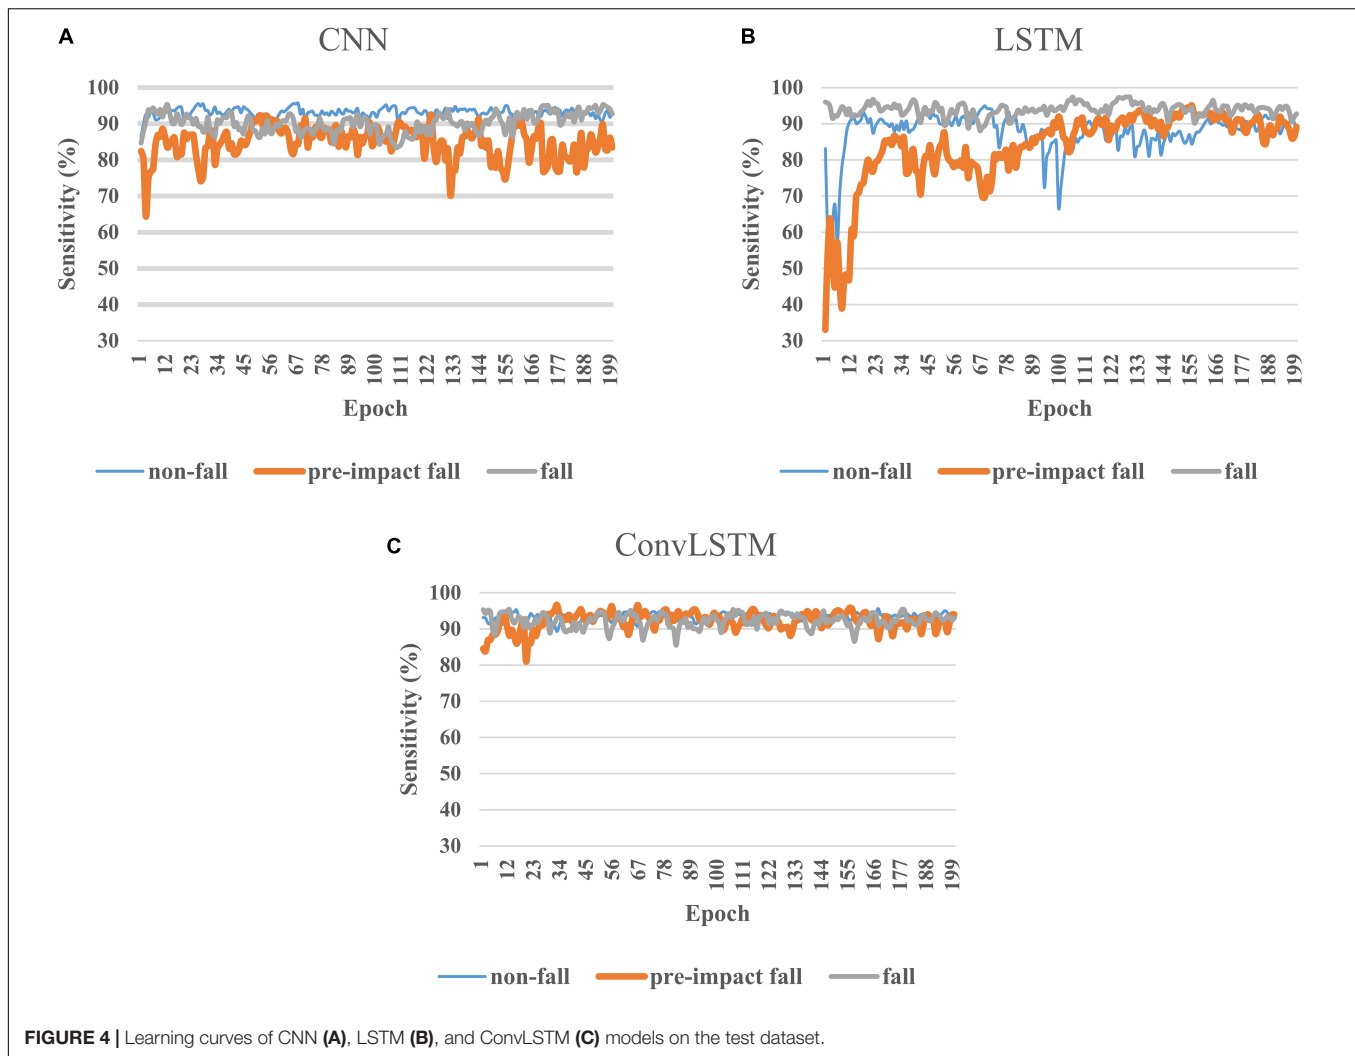 A
CNN
100
90
80
70
60
50
40
30
Sensitivity (%)
1 12 23 34 45 56 67 78 89 100 111 122 133 144 155 166 177 188 199
Epoch
non-fall pre-impact fall fall
B
LSTM
100
90
80
70
60
50
40
30
Sensitivity (%)
1 12 23 34 45 56 67 78 89 100 111 122 133 144 155 166 177 188 199
Epoch
non-fall pre-impact fall fall
C
ConvLSTM
100
90
80
70
60
50
40
30
Sensitivity (%)
1 12 23 34 45 56 67 78 89 100 111 122 133 144 155 166 177 188 199
Epoch
non-fall pre-impact fall fall
FIGURE 4 | Learning curves of CNN (A), LSTM (B), and ConvLSTM (C) models on the test dataset.